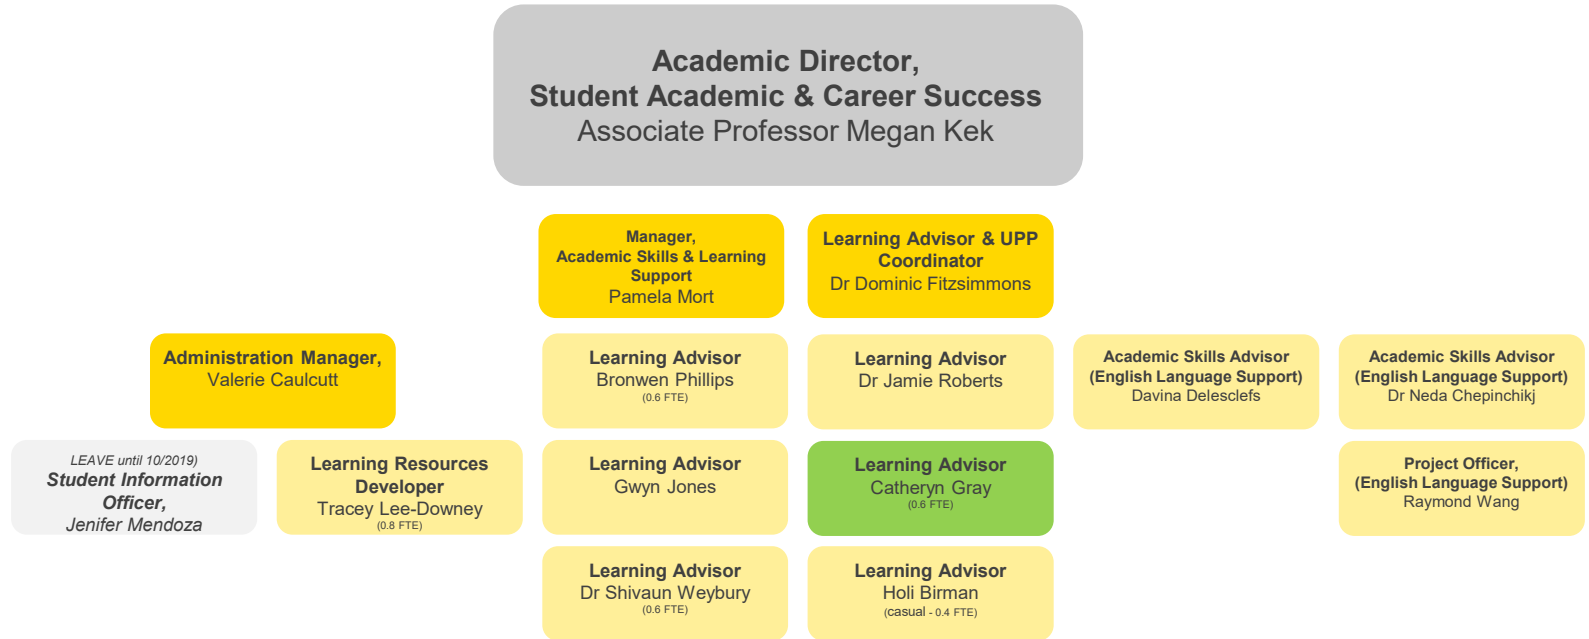 Academic Director,
Student Academic & Career Success
Associate Professor Megan Kek
Manager,
Academic Skills & Learning
Support
Pamela Mort
Learning Advisor & UPP
Coordinator
Dr Dominic Fitzsimmons
Administration Manager,
Valerie Caulcutt
Learning Advisor
Bronwen Phillips
(0.6 FTE)
Learning Advisor
Dr Jamie Roberts
Academic Skills Advisor
(English Language Support)
Davina Delesclefs
Academic Skills Advisor
(English Language Support)
Dr Neda Chepinchikj
LEAVE until 10/2019)
Student Information
Officer,
Jenifer Mendoza
Learning Resources
Developer
Tracey Lee-Downey
(0.8 FTE)
Learning Advisor
Gwyn Jones
Learning Advisor
Catheryn Gray
(0.6 FTE)
Project Officer,
(English Language Support)
Raymond Wang
Learning Advisor
Dr Shivaun Weybury
(0.6 FTE)
Learning Advisor
Holi Birman
(casual - 0.4 FTE)